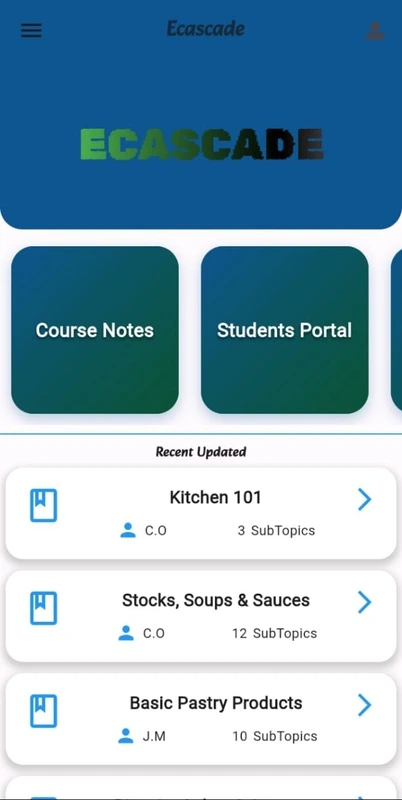 Ecascade
ECASCADE
Course Notes
Students Portal
Recent Updated
Kitchen 101
C.O 3 SubTopics
Stocks, Soups & Sauces
C.O 12 SubTopics
Basic Pastry Products
J.M 10 SubTopics